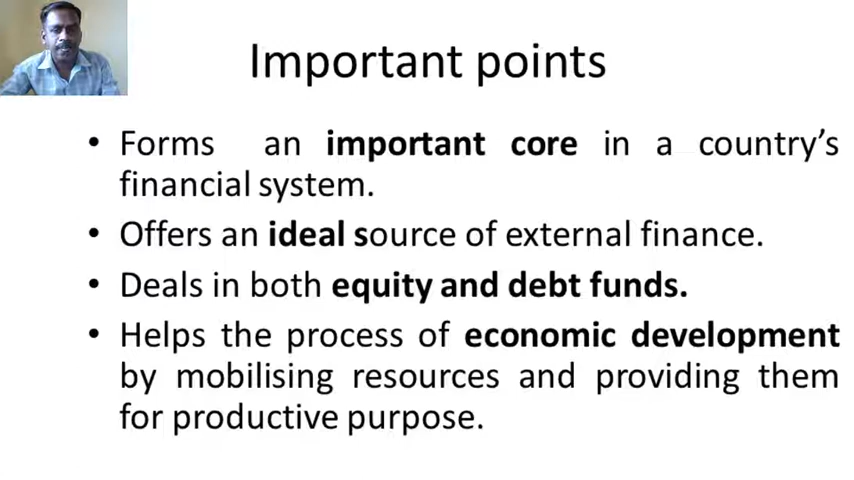 Important points
• Forms an important core in a country's
financial system.
• Offers an ideal source of external finance.
• Deals in both equity and debt funds.
• Helps the process of economic development
by mobilising resources and providing them
for productive purpose.